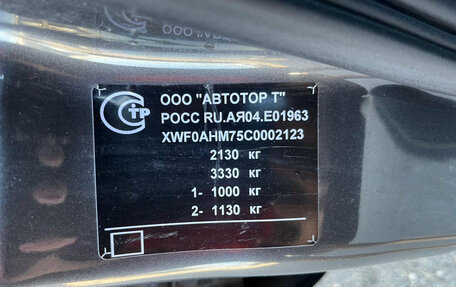 ООО "АВТОТОР Т"
РОСС RU.АЯ04.Е01963
XWF0AHM75C0002123
2130 кг
3330 кг
1- 1000 кг
2- 1130 кг